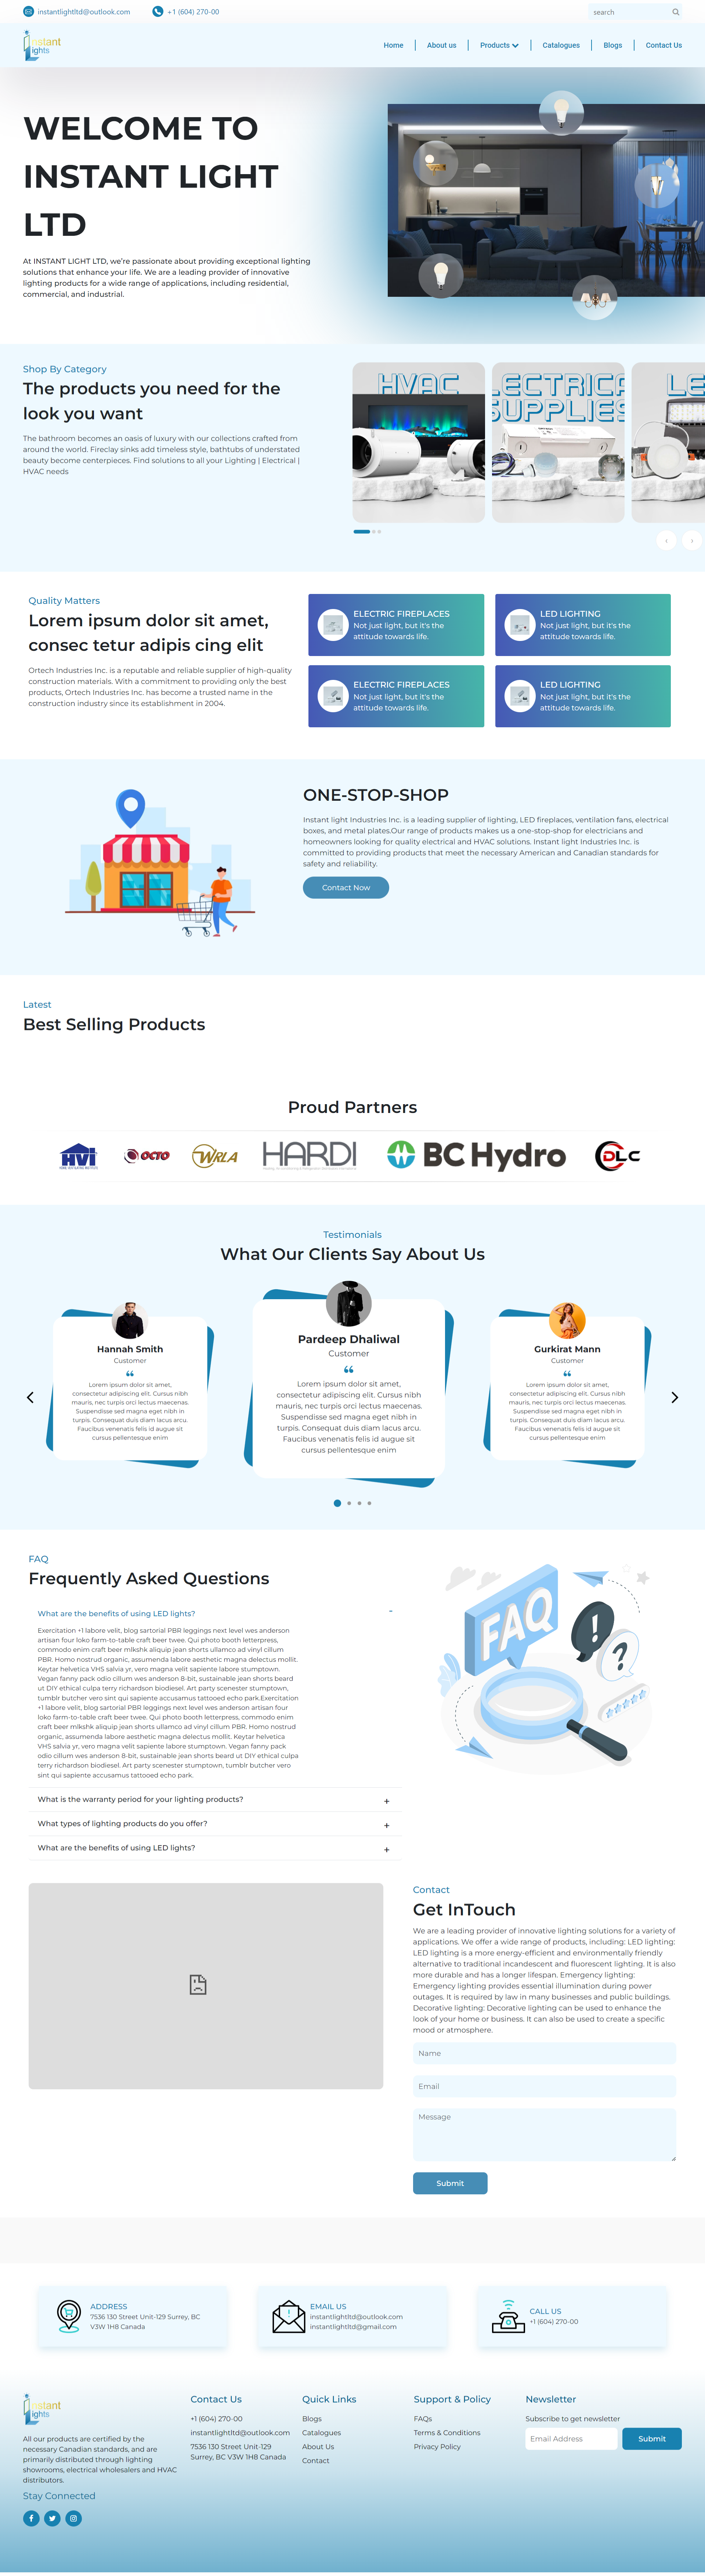 instantlightltd@outlook.com
+1 (604) 270-00
search
Instant
Lights
Home
About us
Products
Catalogues
Blogs
Contact Us
WELCOME TO
INSTANT LIGHT
LTD
At INSTANT LIGHT LTD, we're passionate about providing exceptional lighting
solutions that enhance your life. We are a leading provider of innovative
lighting products for a wide range of applications, including residential,
commercial, and industrial.
Shop By Category
The products you need for the
look you want
The bathroom becomes an oasis of luxury with our collections crafted from
around the world. Fireclay sinks add timeless style, bathtubs of understated
beauty become centerpieces. Find solutions to all your Lighting | Electrical |
HVAC needs
HVAC
ELECTRICA
SUPPLIES
LE
Quality Matters
Lorem ipsum dolor sit amet,
consec tetur adipis cing elit
Ortech Industries Inc. is a reputable and reliable supplier of high-quality
construction materials. With a commitment to providing only the best
products, Ortech Industries Inc. has become a trusted name in the
construction industry since its establishment in 2004.
ELECTRIC FIREPLACES
Not just light, but it's the
attitude towards life.
LED LIGHTING
Not just light, but it's the
attitude towards life.
ELECTRIC FIREPLACES
Not just light, but it's the
attitude towards life.
LED LIGHTING
Not just light, but it's the
attitude towards life.
ONE-STOP-SHOP
Instant light Industries Inc. is a leading supplier of lighting, LED fireplaces, ventilation fans, electrical
boxes, and metal plates.Our range of products makes us a one-stop-shop for electricians and
homeowners looking for quality electrical and HVAC solutions. Instant light Industries Inc. is
committed to providing products that meet the necessary American and Canadian standards for
safety and reliability.
Contact Now
Latest
Best Selling Products
Proud Partners
HVI
OCTO
WRLA
HARDI
BC Hydro
DLC
Testimonials
What Our Clients Say About Us
Hannah Smith
Customer
Lorem ipsum dolor sit amet,
consectetur adipiscing elit. Cursus nibh
mauris, nec turpis orci lectus maecenas.
Suspendisse sed magna eget nibh in
turpis. Consequat duis diam lacus arcu.
Faucibus venenatis felis id augue sit
cursus pellentesque enim
Pardeep Dhaliwal
Customer
Lorem ipsum dolor sit amet,
consectetur adipiscing elit. Cursus nibh
mauris, nec turpis orci lectus maecenas.
Suspendisse sed magna eget nibh in
turpis. Consequat duis diam lacus arcu.
Faucibus venenatis felis id augue sit
cursus pellentesque enim
Gurkirat Mann
Customer
Lorem ipsum dolor sit amet,
consectetur adipiscing elit. Cursus nibh
mauris, nec turpis orci lectus maecenas.
Suspendisse sed magna eget nibh in
turpis. Consequat duis diam lacus arcu.
Faucibus venenatis felis id augue sit
cursus pellentesque enim
FAQ
Frequently Asked Questions
What are the benefits of using LED lights?
Exercitation +1 labore velit, blog sartorial PBR leggings next level wes anderson
artisan four loko farm-to-table craft beer twee. Qui photo booth letterpress,
commodo enim craft beer mlkshk aliquip jean shorts ullamco ad vinyl cillum
PBR. Homo nostrud organic, assumenda labore aesthetic magna delectus mollit.
Keytar helvetica VHS salvia yr, vero magna velit sapiente labore stumptown.
Vegan fanny pack odio cillum wes anderson 8-bit, sustainable jean shorts beard
ut DIY ethical culpa terry richardson biodiesel. Art party scenester stumptown,
tumblr butcher vero sint qui sapiente accusamus tattooed echo park.Exercitation
+1 labore velit, blog sartorial PBR leggings next level wes anderson artisan four
loko farm-to-table craft beer twee. Qui photo booth letterpress, commodo enim
craft beer mlkshk aliquip jean shorts ullamco ad vinyl cillum PBR. Homo nostrud
organic, assumenda labore aesthetic magna delectus mollit. Keytar helvetica
VHS salvia yr, vero magna velit sapiente labore stumptown. Vegan fanny pack
odio cillum wes anderson 8-bit, sustainable jean shorts beard ut DIY ethical culpa
terry richardson biodiesel. Art party scenester stumptown, tumblr butcher vero
sint qui sapiente accusamus tattooed echo park.
What is the warranty period for your lighting products?
What types of lighting products do you offer?
What are the benefits of using LED lights?
FAQ
!
?
Contact
Get InTouch
We are a leading provider of innovative lighting solutions for a variety of
applications. We offer a wide range of products, including: LED lighting:
LED lighting is a more energy-efficient and environmentally friendly
alternative to traditional incandescent and fluorescent lighting. It is also
more durable and has a longer lifespan. Emergency lighting:
Emergency lighting provides essential illumination during power
outages. It is required by law in many businesses and public buildings.
Decorative lighting: Decorative lighting can be used to enhance the
look of your home or business. It can also be used to create a specific
mood or atmosphere.
Name
Email
Message
Submit
ADDRESS
7536 130 Street Unit-129 Surrey, BC
V3W 1H8 Canada
EMAIL US
instantlightltd@outlook.com
instantlightltd@gmail.com
CALL US
+1 (604) 270-00
Instant
Lights
All our products are certified by the
necessary Canadian standards, and are
primarily distributed through lighting
showrooms, electrical wholesalers and HVAC
distributors.
Stay Connected
Contact Us
+1 (604) 270-00
instantlightltd@outlook.com
7536 130 Street Unit-129
Surrey, BC V3W 1H8 Canada
Quick Links
Blogs
Catalogues
About Us
Contact
Support & Policy
FAQs
Terms & Conditions
Privacy Policy
Newsletter
Subscribe to get newsletter
Email Address
Submit